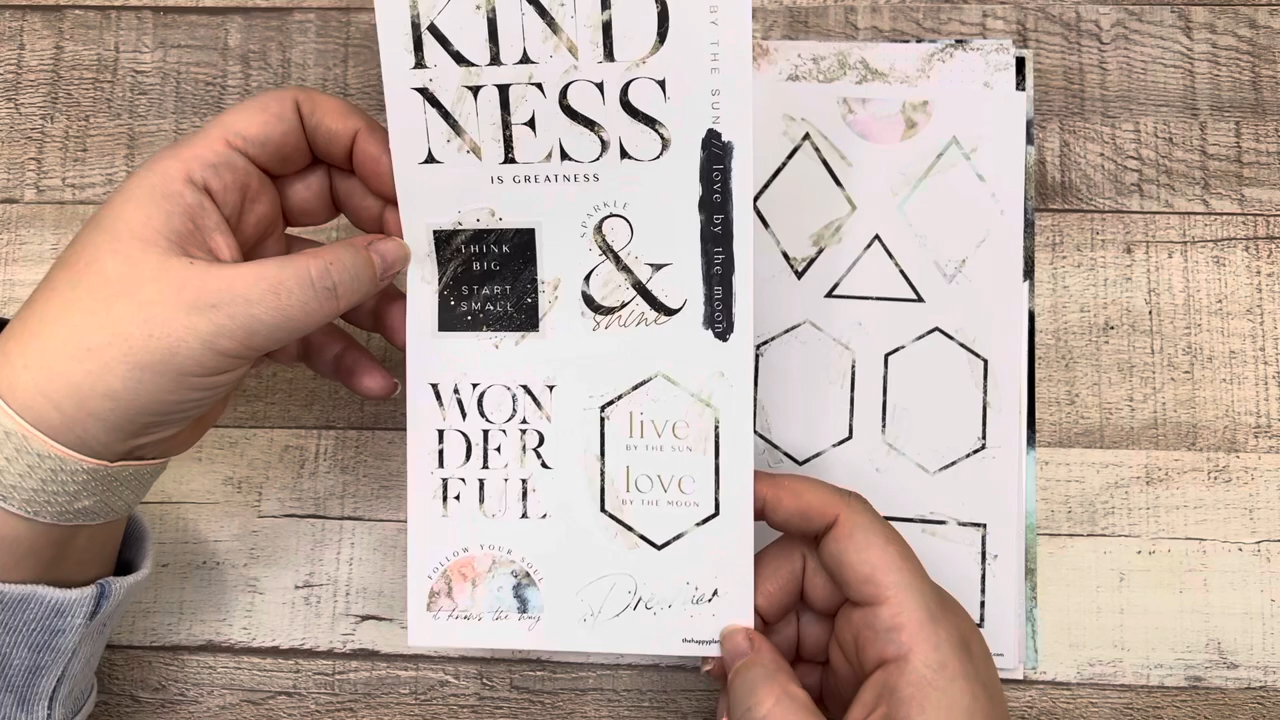 KIND
NESS
IS GREATNESS
BY THE SUN // love by the moon
THINK
BIG
START
SMALL
SPARKLE
&
shine
WON
DER
FUL
live
BY THE SUN
love
BY THE MOON
FOLLOW YOUR SOUL
it knows the way
Dreamer